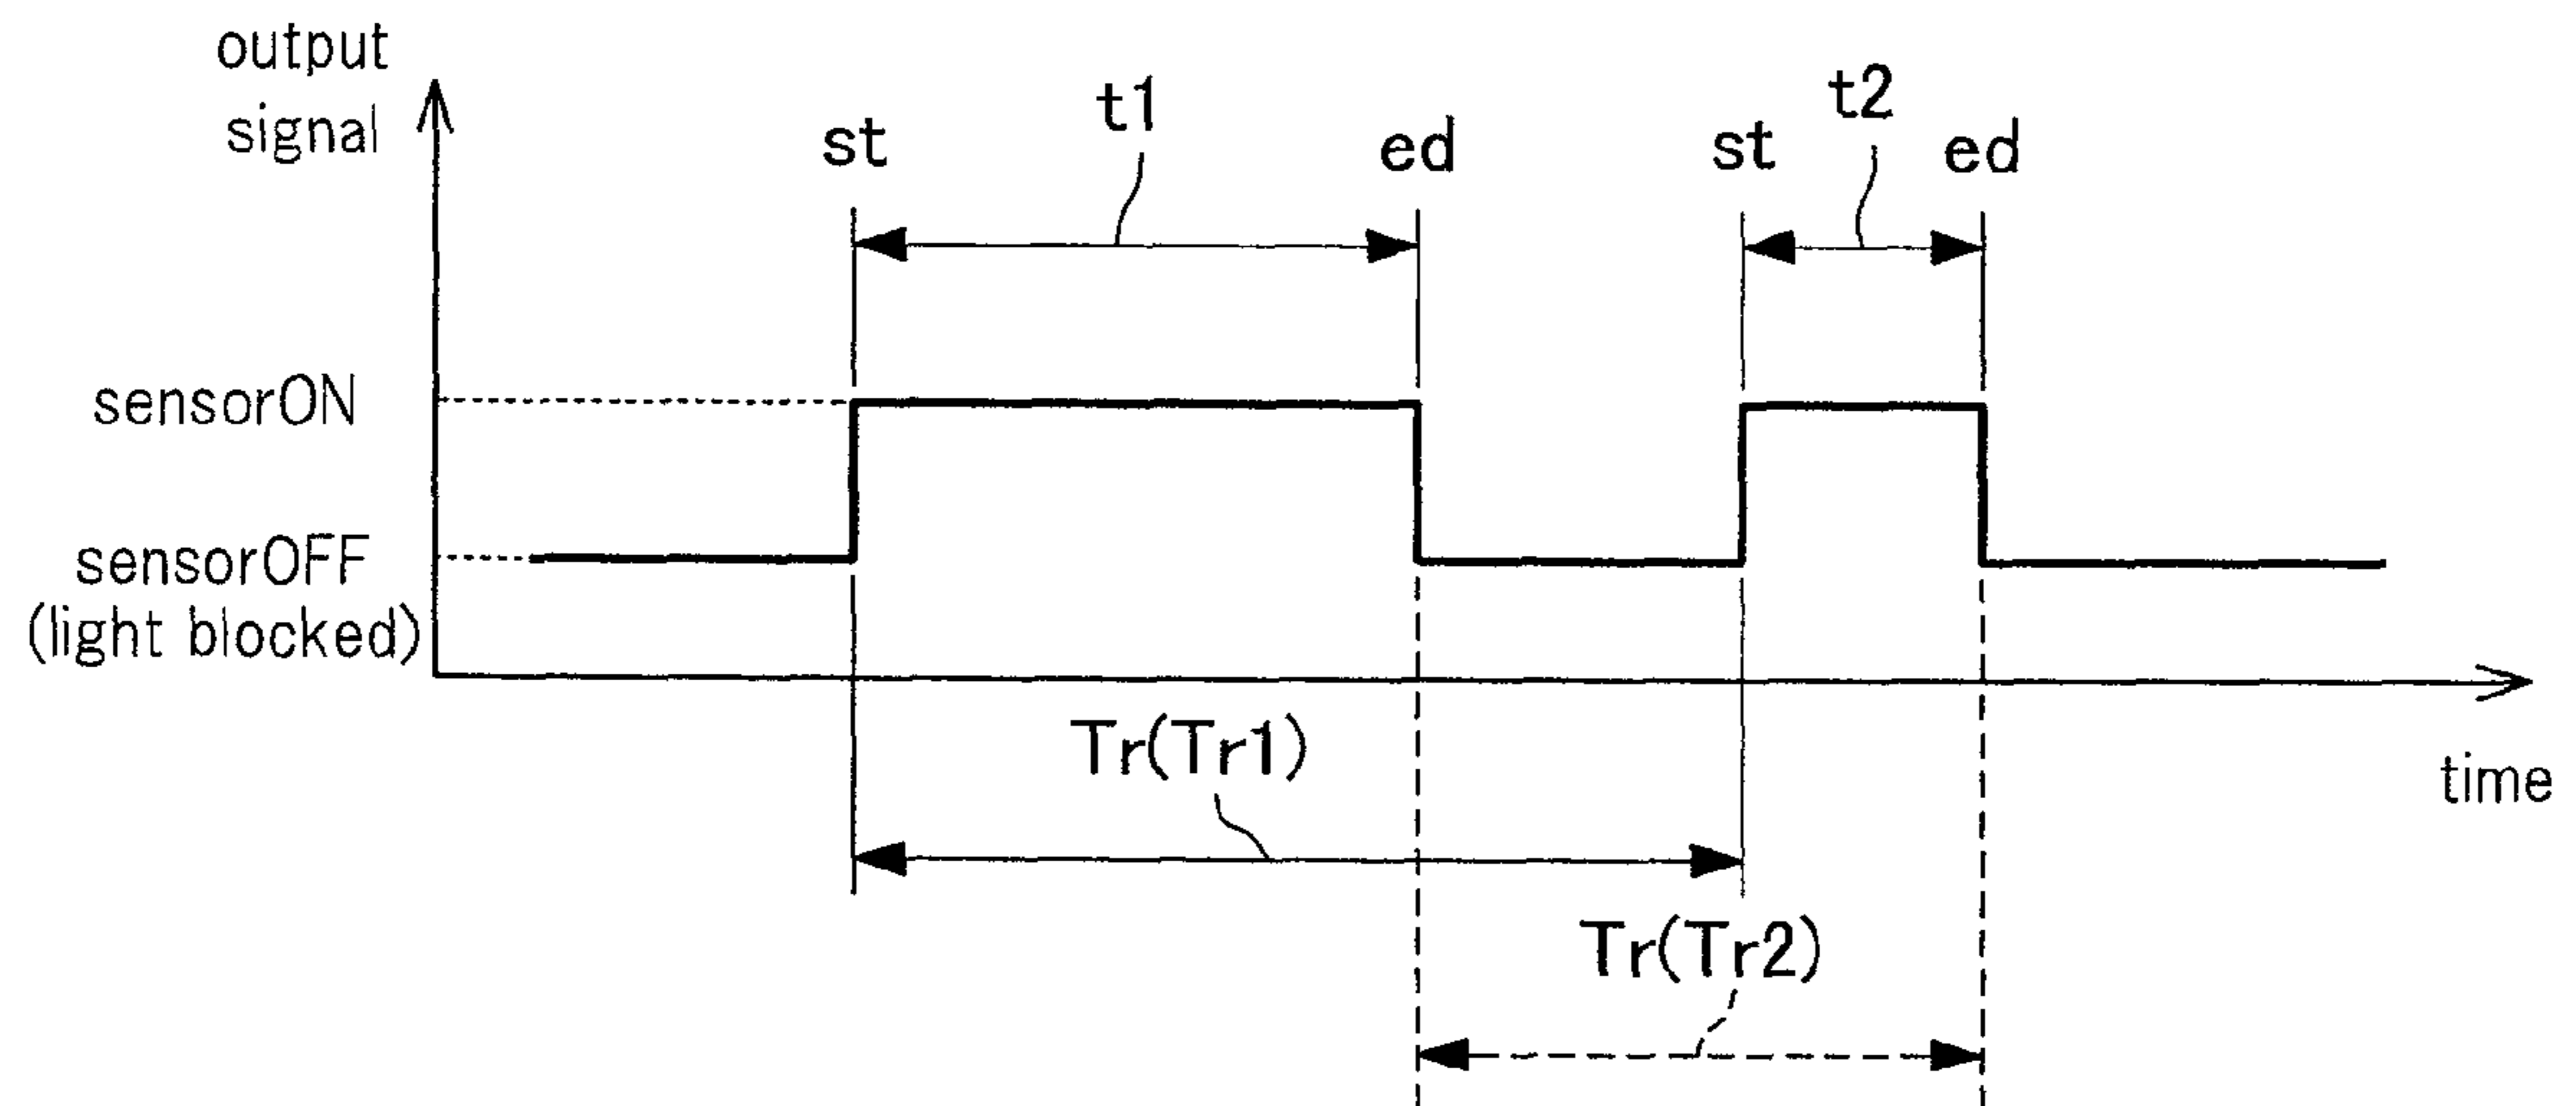 output
signal
t1
t2
st
ed
st
ed
sensorON
sensorOFF
(light blocked)
Tr(Tr1)
time
Tr(Tr2)